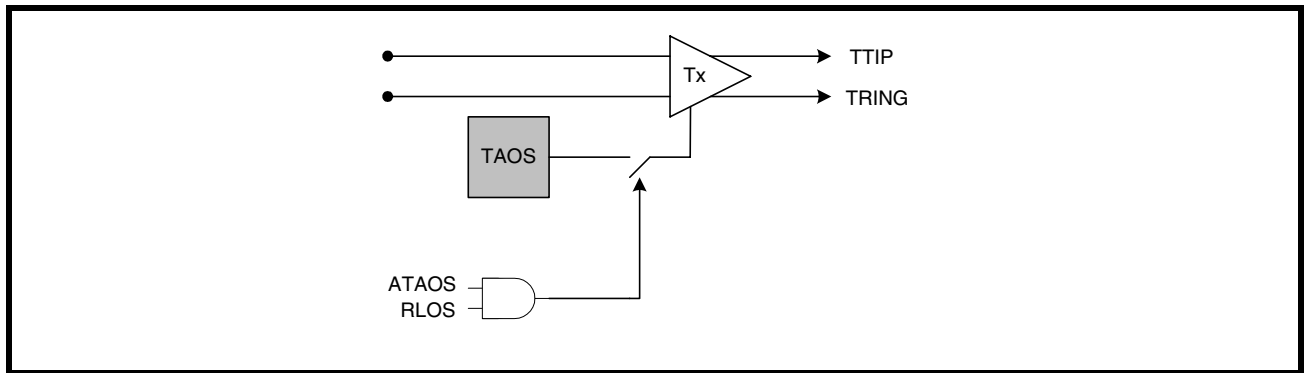 TTIP
Tx
TRING
TAOS
ATAOS
RLOS